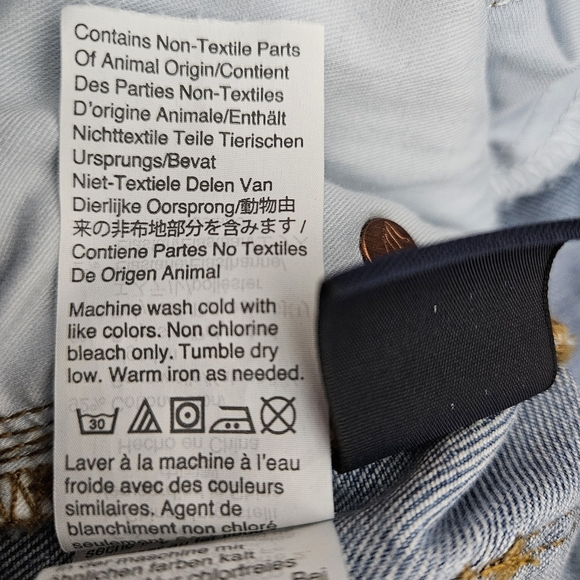 Contains Non-Textile Parts
Of Animal Origin/Contient
Des Parties Non-Textiles
D'origine Animale/Enthält
Nichttextile Teile Tierischen
Ursprungs/Bevat
Niet-Textiele Delen Van
Dierlijke Oorsprong/動物由
来の非布地部分を含みます/
Contiene Partes No Textiles
De Origen Animal
Machine wash cold with
like colors. Non chlorine
bleach only. Tumble dry
low. Warm iron as needed.
30
Laver à la machine à l'eau
froide avec des couleurs
similaires. Agent de
blanchiment non chloré